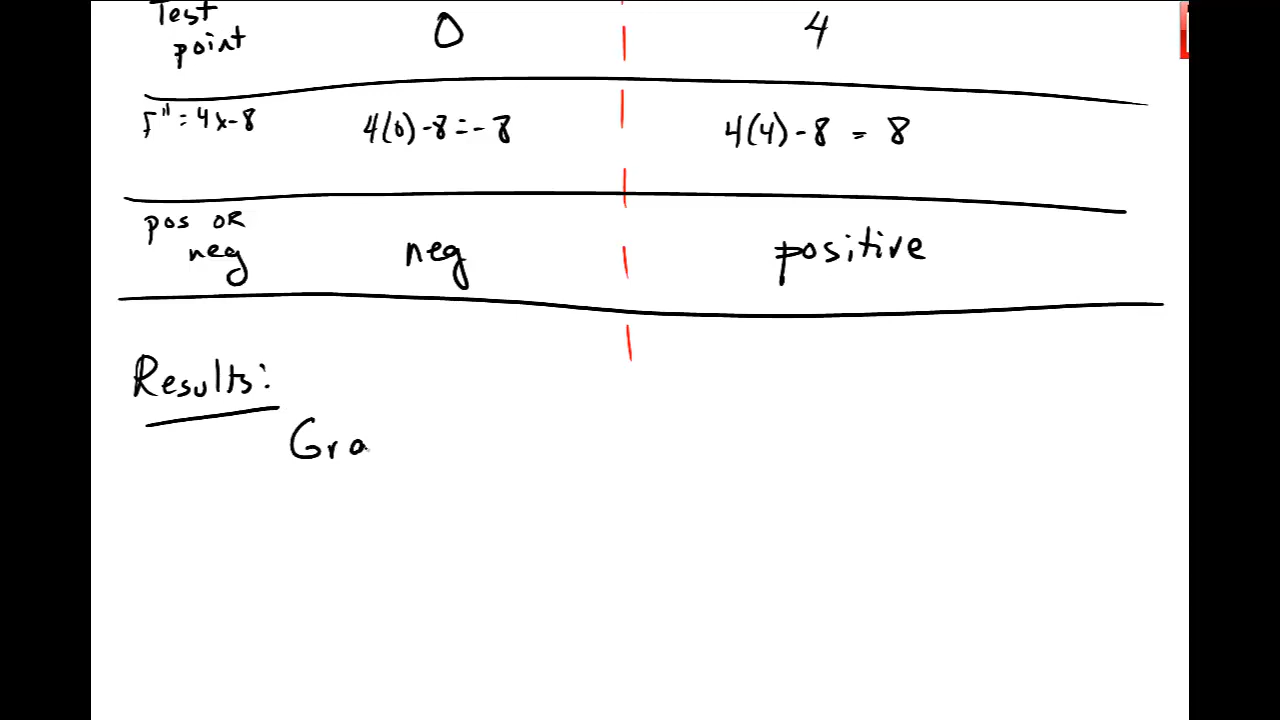 Test
point 0 4
f" = 4x-8 4(0)-8=-8 4(4)-8 = 8
pos OR
neg neg positive
Results:
Gra